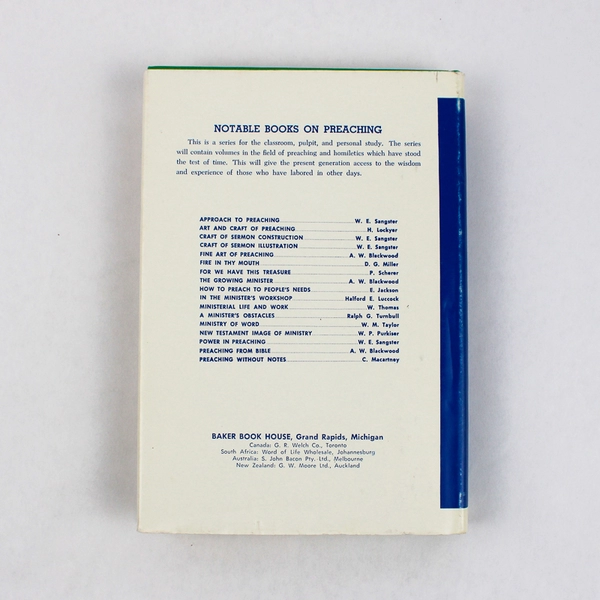 NOTABLE BOOKS ON PREACHING
This is a series for the classroom, pulpit, and personal study. The series
will contain volumes in the field of preaching and homiletics which have stood
the test of time. This will give the present generation access to the wisdom
and experience of those who have labored in other days.
APPROACH TO PREACHING W. E. Sangster
ART AND CRAFT OF PREACHING H. Lockyer
CRAFT OF SERMON CONSTRUCTION W. E. Sangster
CRAFT OF SERMON ILLUSTRATION W. E. Sangster
FINE ART OF PREACHING A. W. Blackwood
FIRE IN THY MOUTH D. G. Miller
FOR WE HAVE THIS TREASURE P. Scherer
THE GROWING MINISTER A. W. Blackwood
HOW TO PREACH TO PEOPLE'S NEEDS E. Jackson
IN THE MINISTER'S WORKSHOP Halford E. Luccock
MINISTERIAL LIFE AND WORK W. Thomas
A MINISTER'S OBSTACLES Ralph G. Turnbull
MINISTRY OF WORD W. M. Taylor
NEW TESTAMENT IMAGE OF MINISTRY W. P. Purkiser
POWER IN PREACHING W. E. Sangster
PREACHING FROM BIBLE A. W. Blackwood
PREACHING WITHOUT NOTES C. Macartney
BAKER BOOK HOUSE, Grand Rapids, Michigan
Canada: G. R. Welch Co., Toronto
South Africa: Word of Life Wholesale, Johannesburg
Australia: S. John Bacon Pty. Ltd., Melbourne
New Zealand: G. W. Moore Ltd., Auckland